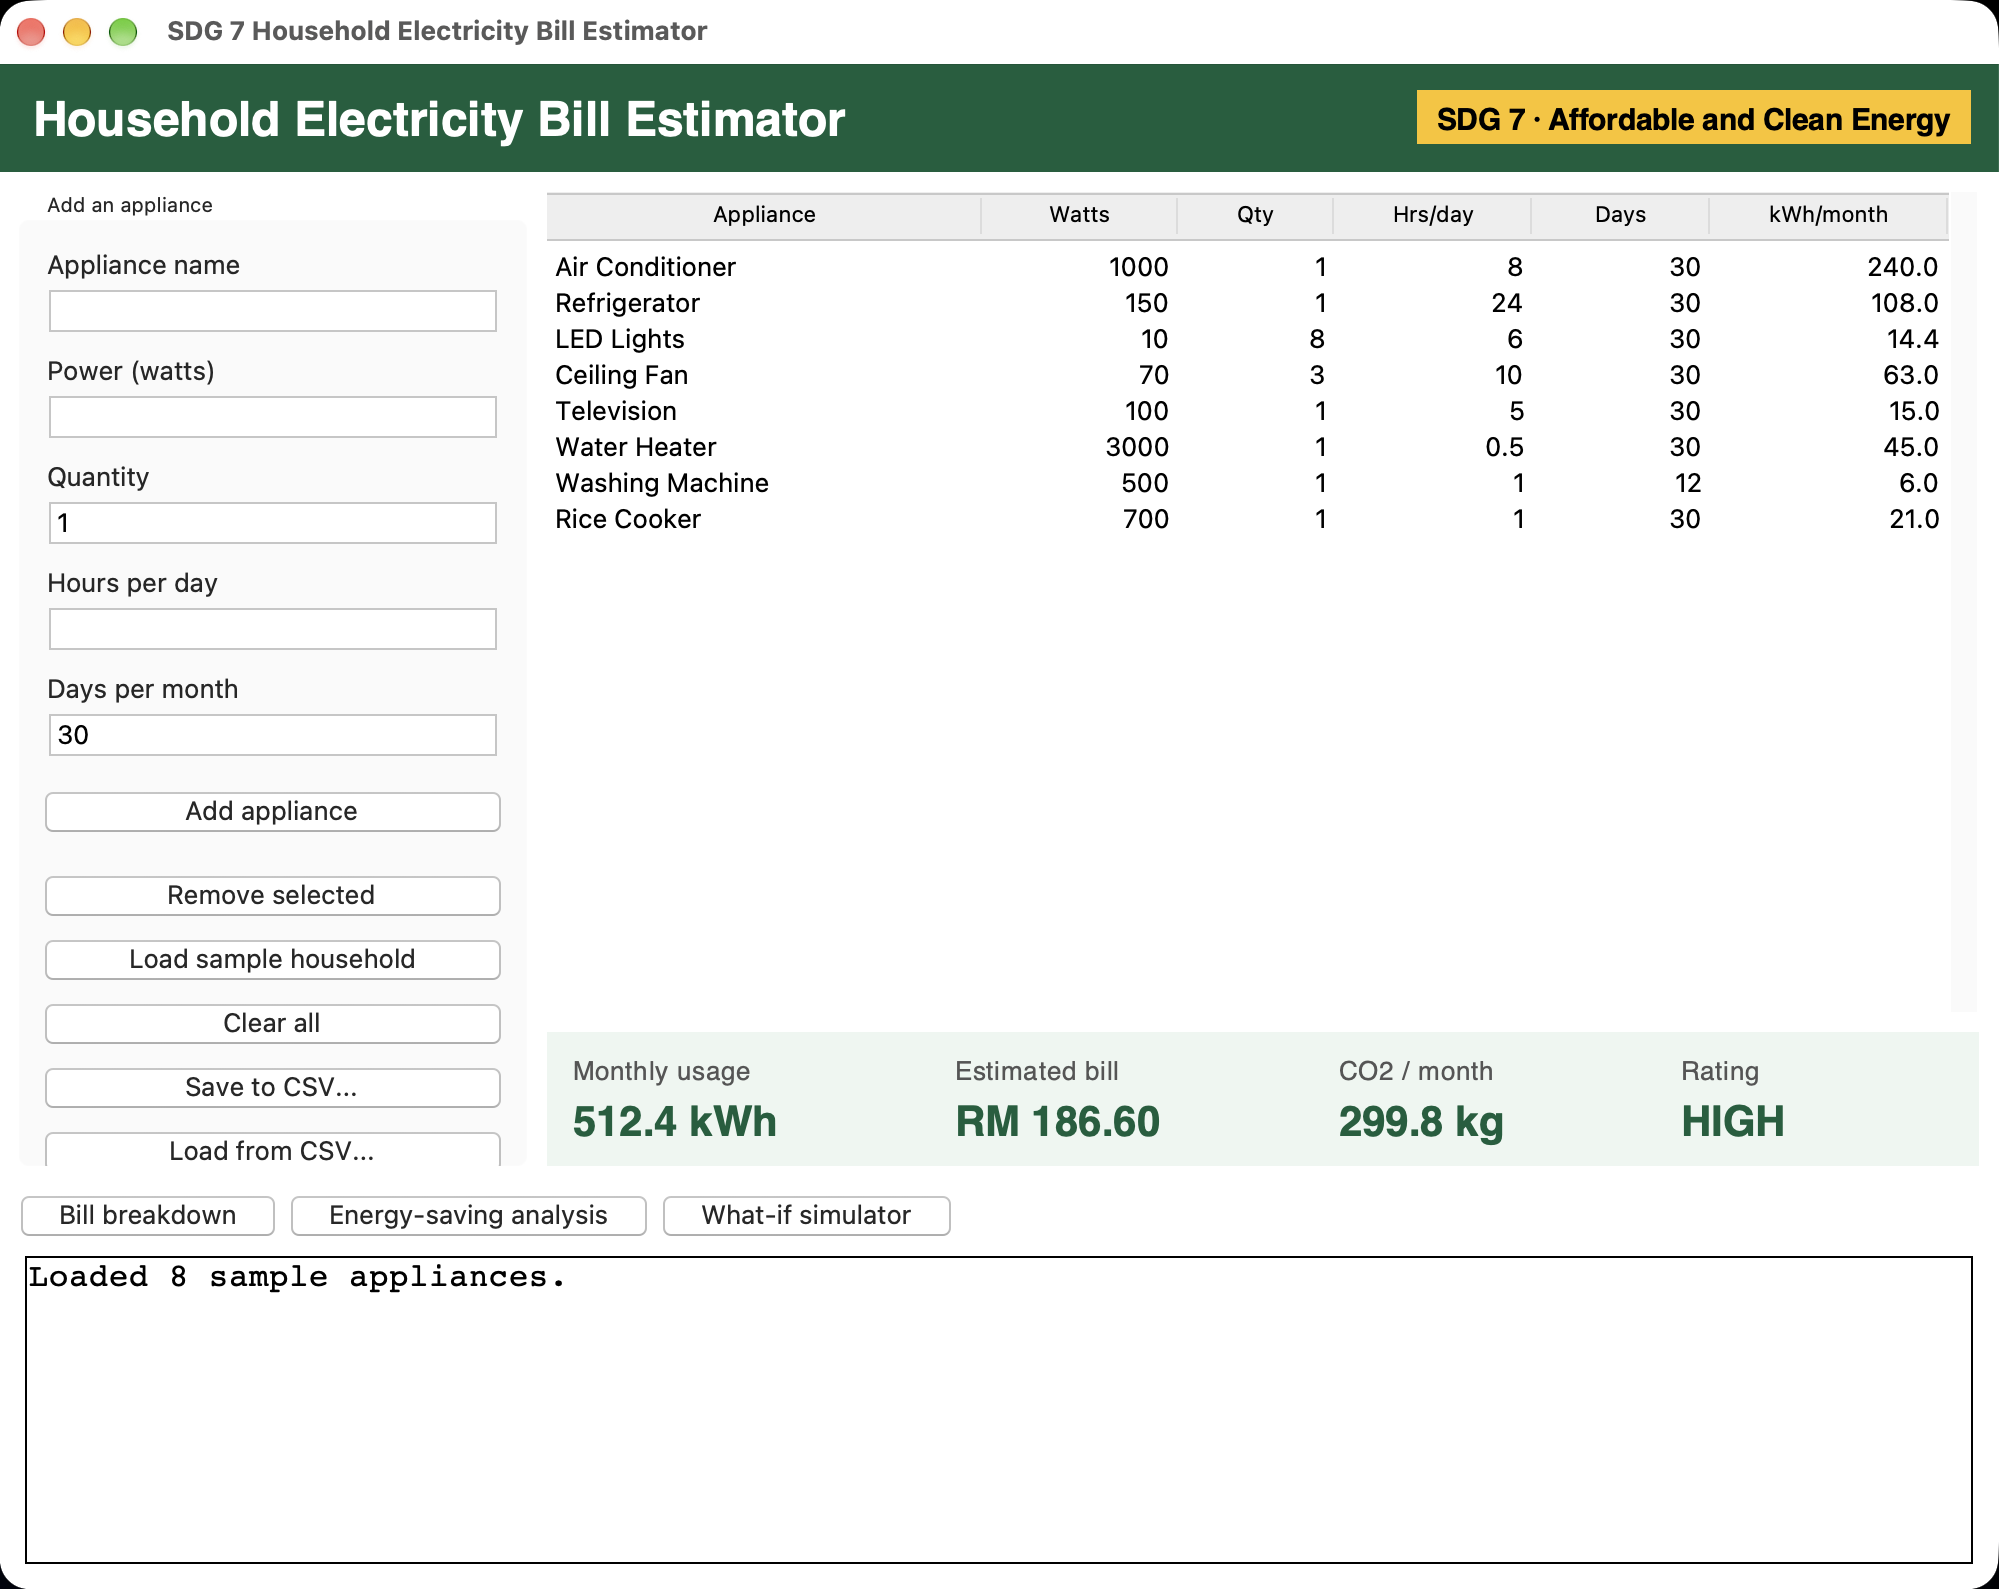 SDG 7 Household Electricity Bill Estimator
Household Electricity Bill Estimator
SDG 7 · Affordable and Clean Energy
Add an appliance
Appliance name
Power (watts)
Quantity
1
Hours per day
Days per month
30
Add appliance
Remove selected
Load sample household
Clear all
Save to CSV...
Load from CSV...
Appliance Watts Qty Hrs/day Days kWh/month
Air Conditioner 1000 1 8 30 240.0
Refrigerator 150 1 24 30 108.0
LED Lights 10 8 6 30 14.4
Ceiling Fan 70 3 10 30 63.0
Television 100 1 5 30 15.0
Water Heater 3000 1 0.5 30 45.0
Washing Machine 500 1 1 12 6.0
Rice Cooker 700 1 1 30 21.0
Monthly usage Estimated bill CO2 / month Rating
512.4 kWh RM 186.60 299.8 kg HIGH
Bill breakdown Energy-saving analysis What-if simulator
Loaded 8 sample appliances.